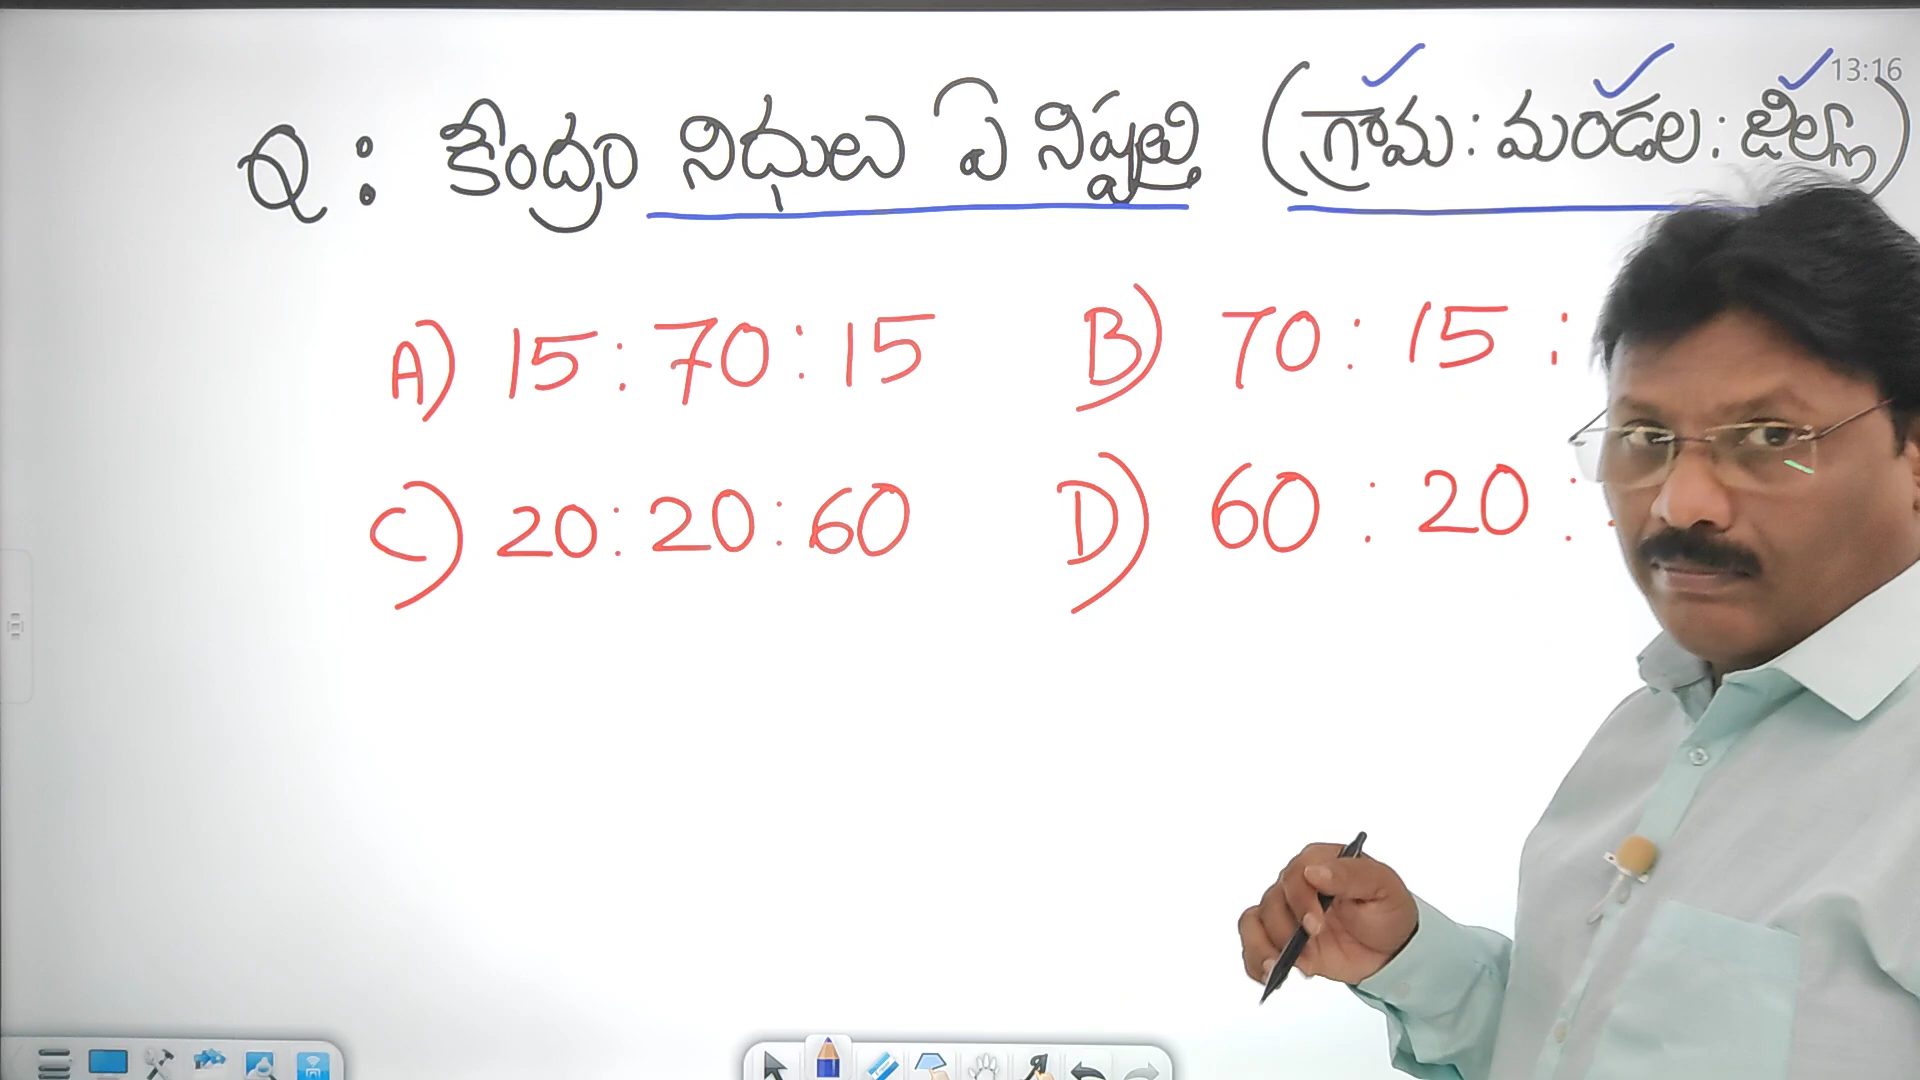 13:16
Q : కేంద్రం నిధులు ఏ నిష్పత్తి (గ్రామ : మండల : జిల్లా)
A) 15 : 70 : 15 B) 70 : 15 :
C) 20 : 20 : 60 D) 60 : 20 :